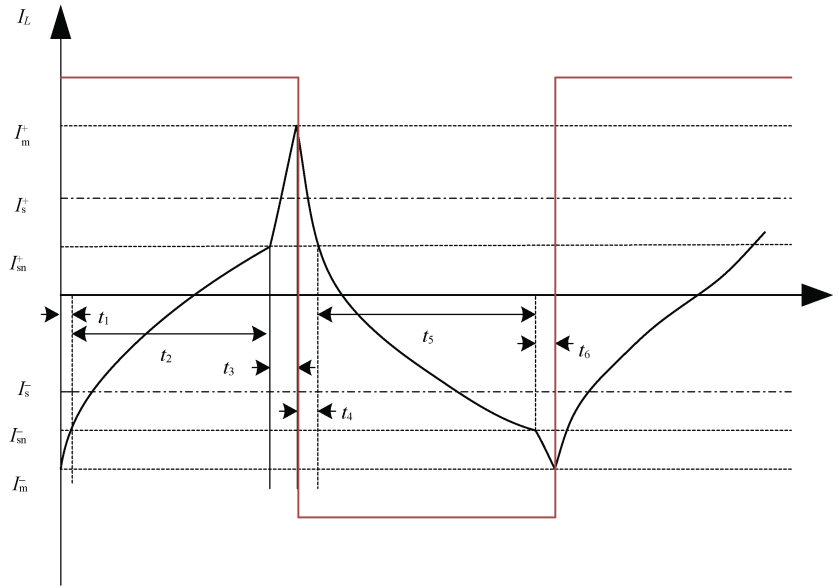 I_L
I_m^+
I_s^+
I_sn^+
t_1
t_2
t_3
t_4
t_5
t_6
I_s^-
I_sn^-
I_m^-